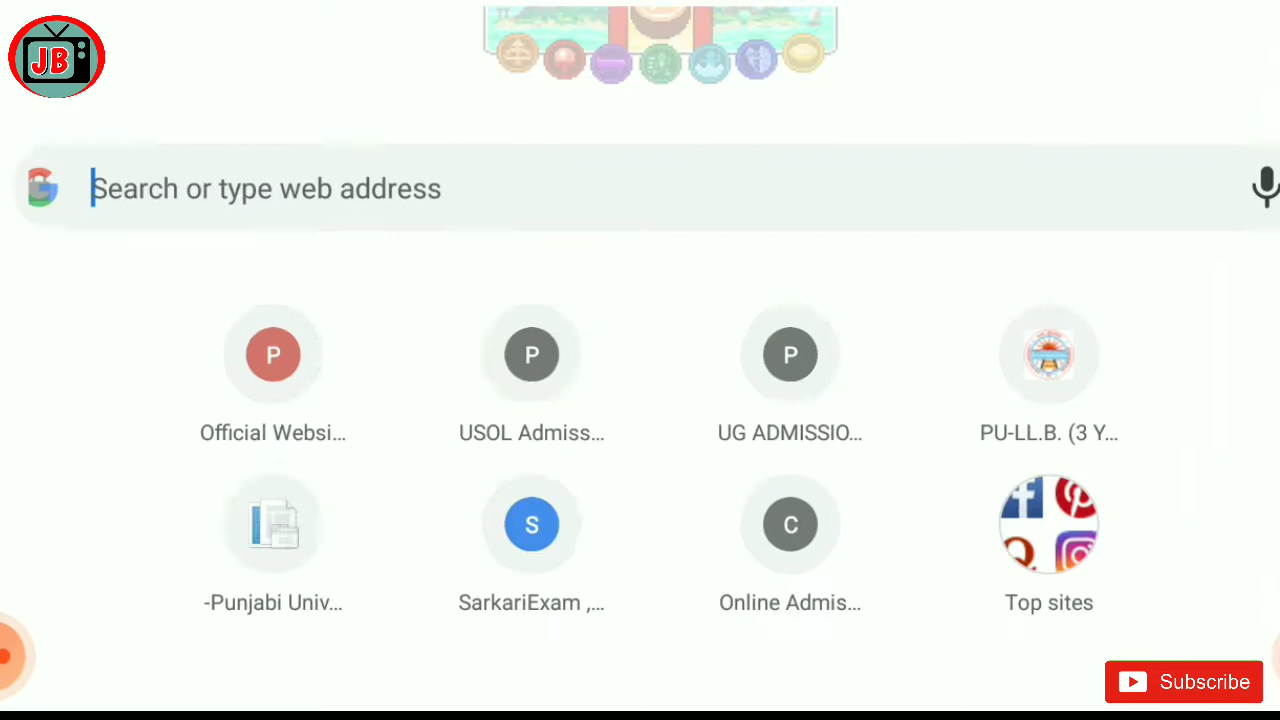 JB
Search or type web address
P
P
P
Official Websi...
USOL Admiss...
UG ADMISSIO...
PU-LL.B. (3 Y...
S
C
-Punjabi Univ...
SarkariExam ,...
Online Admis...
Top sites
Subscribe